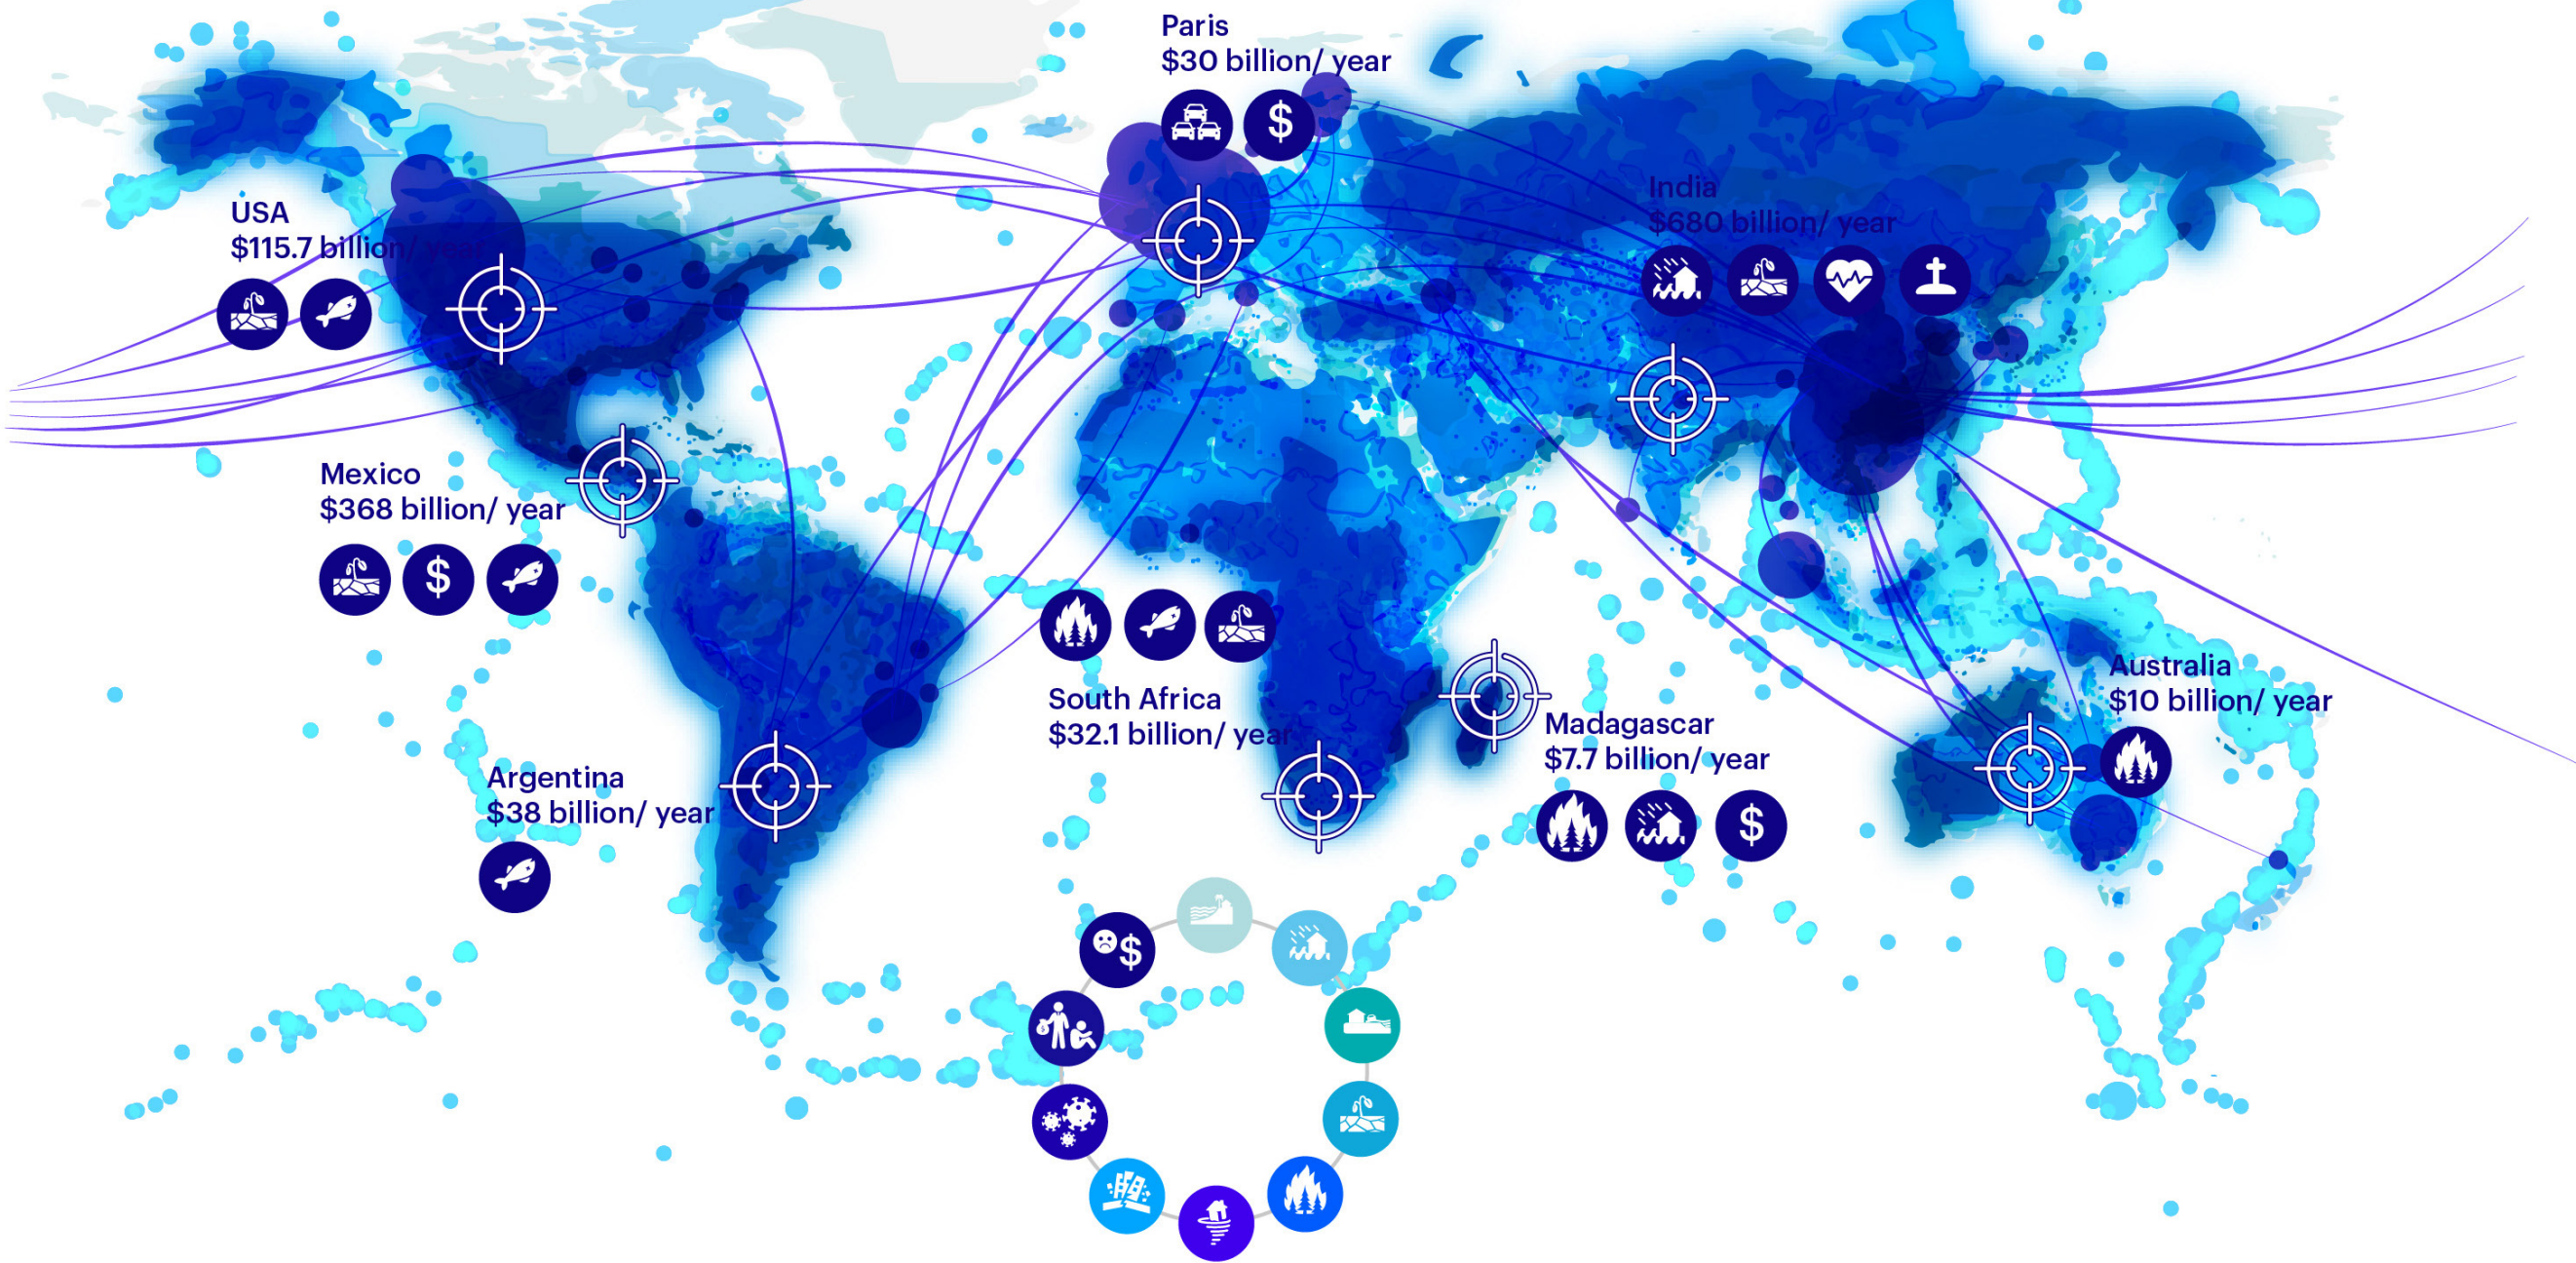 Paris
$30 billion/ year
India
$680 billion/ year
USA
$115.7 billion/ year
Mexico
$368 billion/ year
South Africa
$32.1 billion/ year
Madagascar
$7.7 billion/ year
Australia
$10 billion/ year
Argentina
$38 billion/ year
$
$
$
$